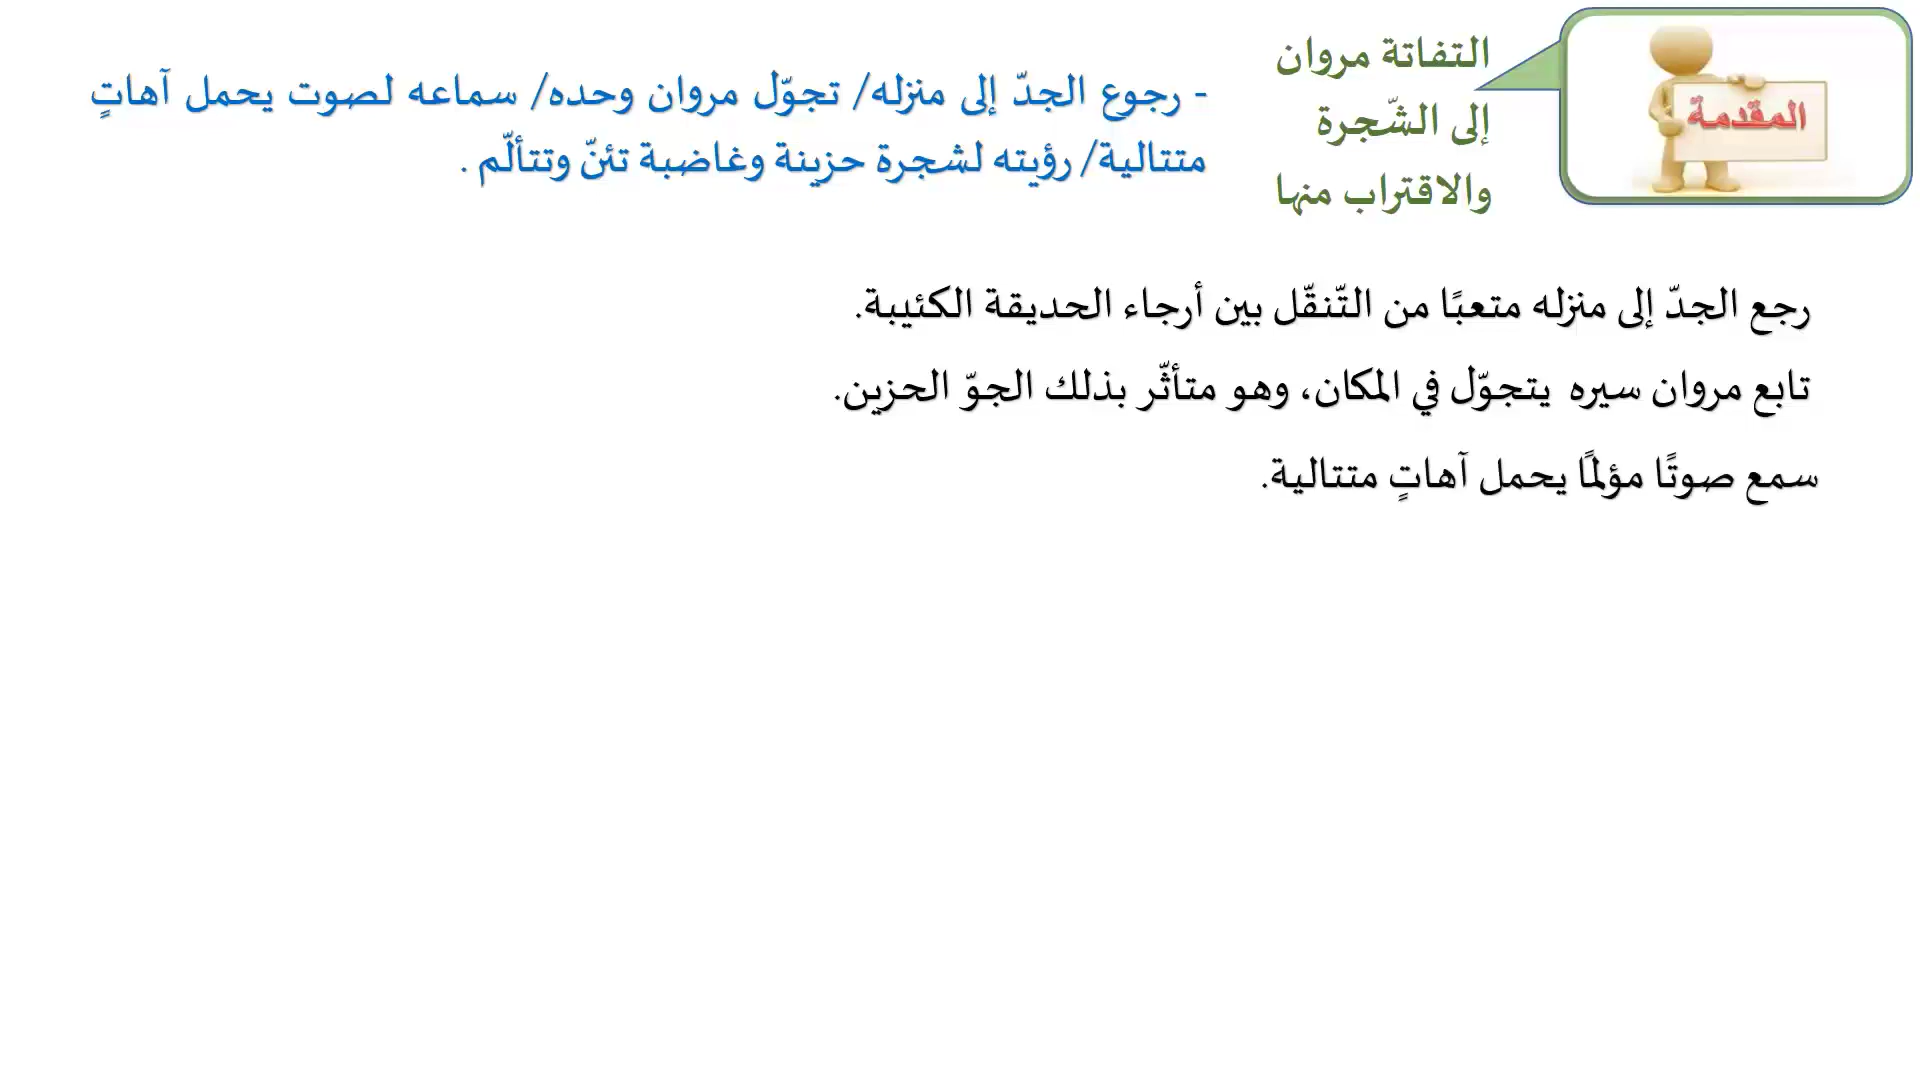 المقدمة
التفاتة مروان
إلى الشّجرة
والاقتراب منها
- رجوع الجدّ إلى منزله/ تجوّل مروان وحده/ سماعه لصوت يحمل آهاتٍ
متتالية/ رؤيته لشجرة حزينة وغاضبة تئنّ وتتألّم .
رجع الجدّ إلى منزله متعبًا من التّنقّل بين أرجاء الحديقة الكئيبة.
تابع مروان سيره يتجوّل في المكان، وهو متأثّر بذلك الجوّ الحزين.
سمع صوتًا مؤلمًا يحمل آهاتٍ متتالية.